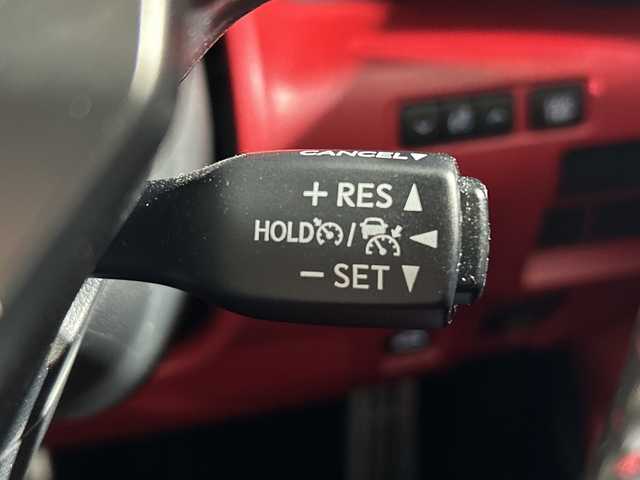 CANCEL▼
+ RES ▲
HOLD / ◀
− SET ▼